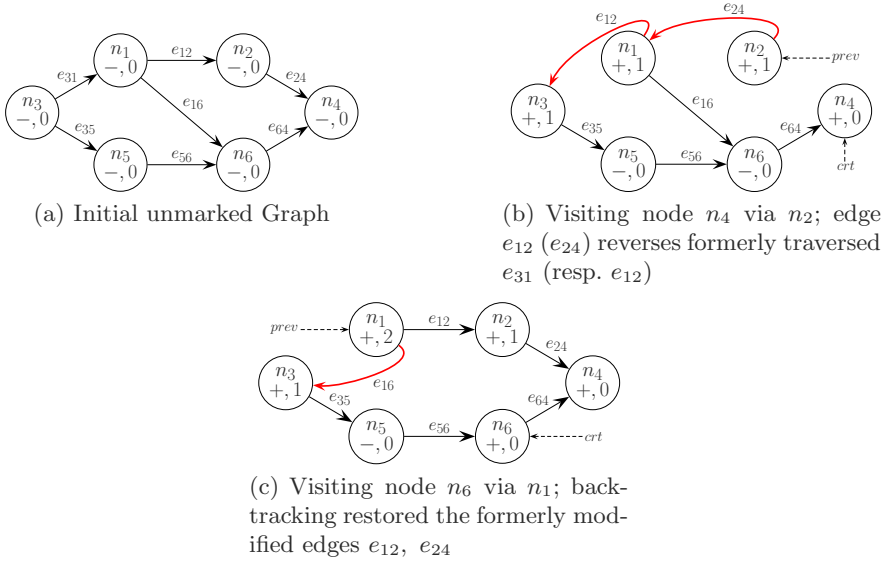 e₁₂
n₁
−, 0
n₂
−, 0
e₃₁
e₂₄
n₃
−, 0
e₁₆
n₄
−, 0
e₃₅
e₆₄
n₅
−, 0
e₅₆
n₆
−, 0
(a) Initial unmarked Graph
e₁₂
e₂₄
n₁
+, 1
n₂
+, 1
prev
n₃
+, 1
e₁₆
n₄
+, 0
e₃₅
e₆₄
n₅
−, 0
e₅₆
n₆
−, 0
crt
(b) Visiting node n₄ via n₂; edge
e₁₂ (e₂₄) reverses formerly traversed
e₃₁ (resp. e₁₂)
prev
n₁
+, 2
e₁₂
n₂
+, 1
e₂₄
n₃
+, 1
e₁₆
n₄
+, 0
e₃₅
e₆₄
n₅
−, 0
e₅₆
n₆
+, 0
crt
(c) Visiting node n₆ via n₁; back-
tracking restored the formerly mod-
ified edges e₁₂, e₂₄